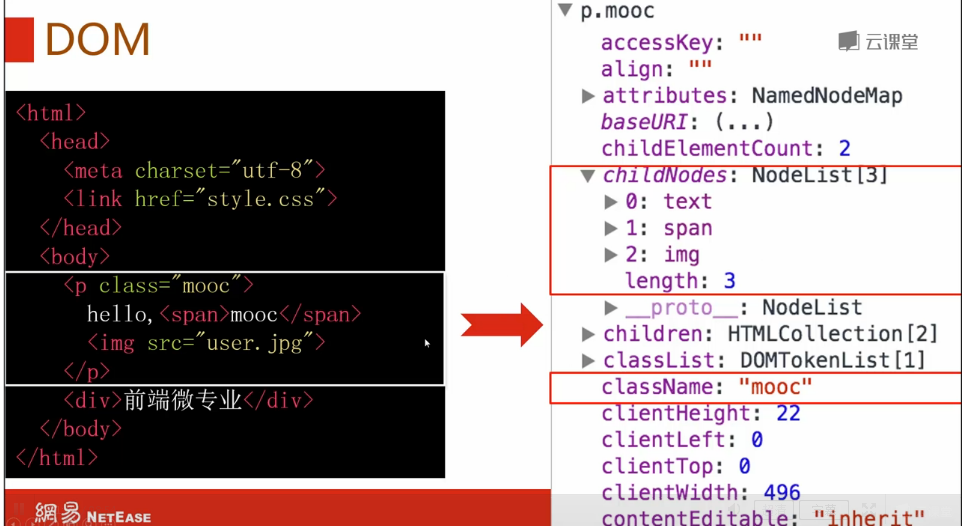 DOM
<html>
<head>
<meta charset="utf-8">
<link href="style.css">
</head>
<body>
<p class="mooc">
hello,<span>mooc</span>
<img src="user.jpg">
</p>
<div>前端微专业</div>
</body>
</html>
網易 NETEASE
▼ p.mooc
accessKey: ""
云课堂
align: ""
▶ attributes: NamedNodeMap
baseURI: (...)
childElementCount: 2
▼ childNodes: NodeList[3]
▶ 0: text
▶ 1: span
▶ 2: img
length: 3
▶ __proto__: NodeList
▶ children: HTMLCollection[2]
▶ classList: DOMTokenList[1]
className: "mooc"
clientHeight: 22
clientLeft: 0
clientTop: 0
clientWidth: 496
contentEditable: "inherit"